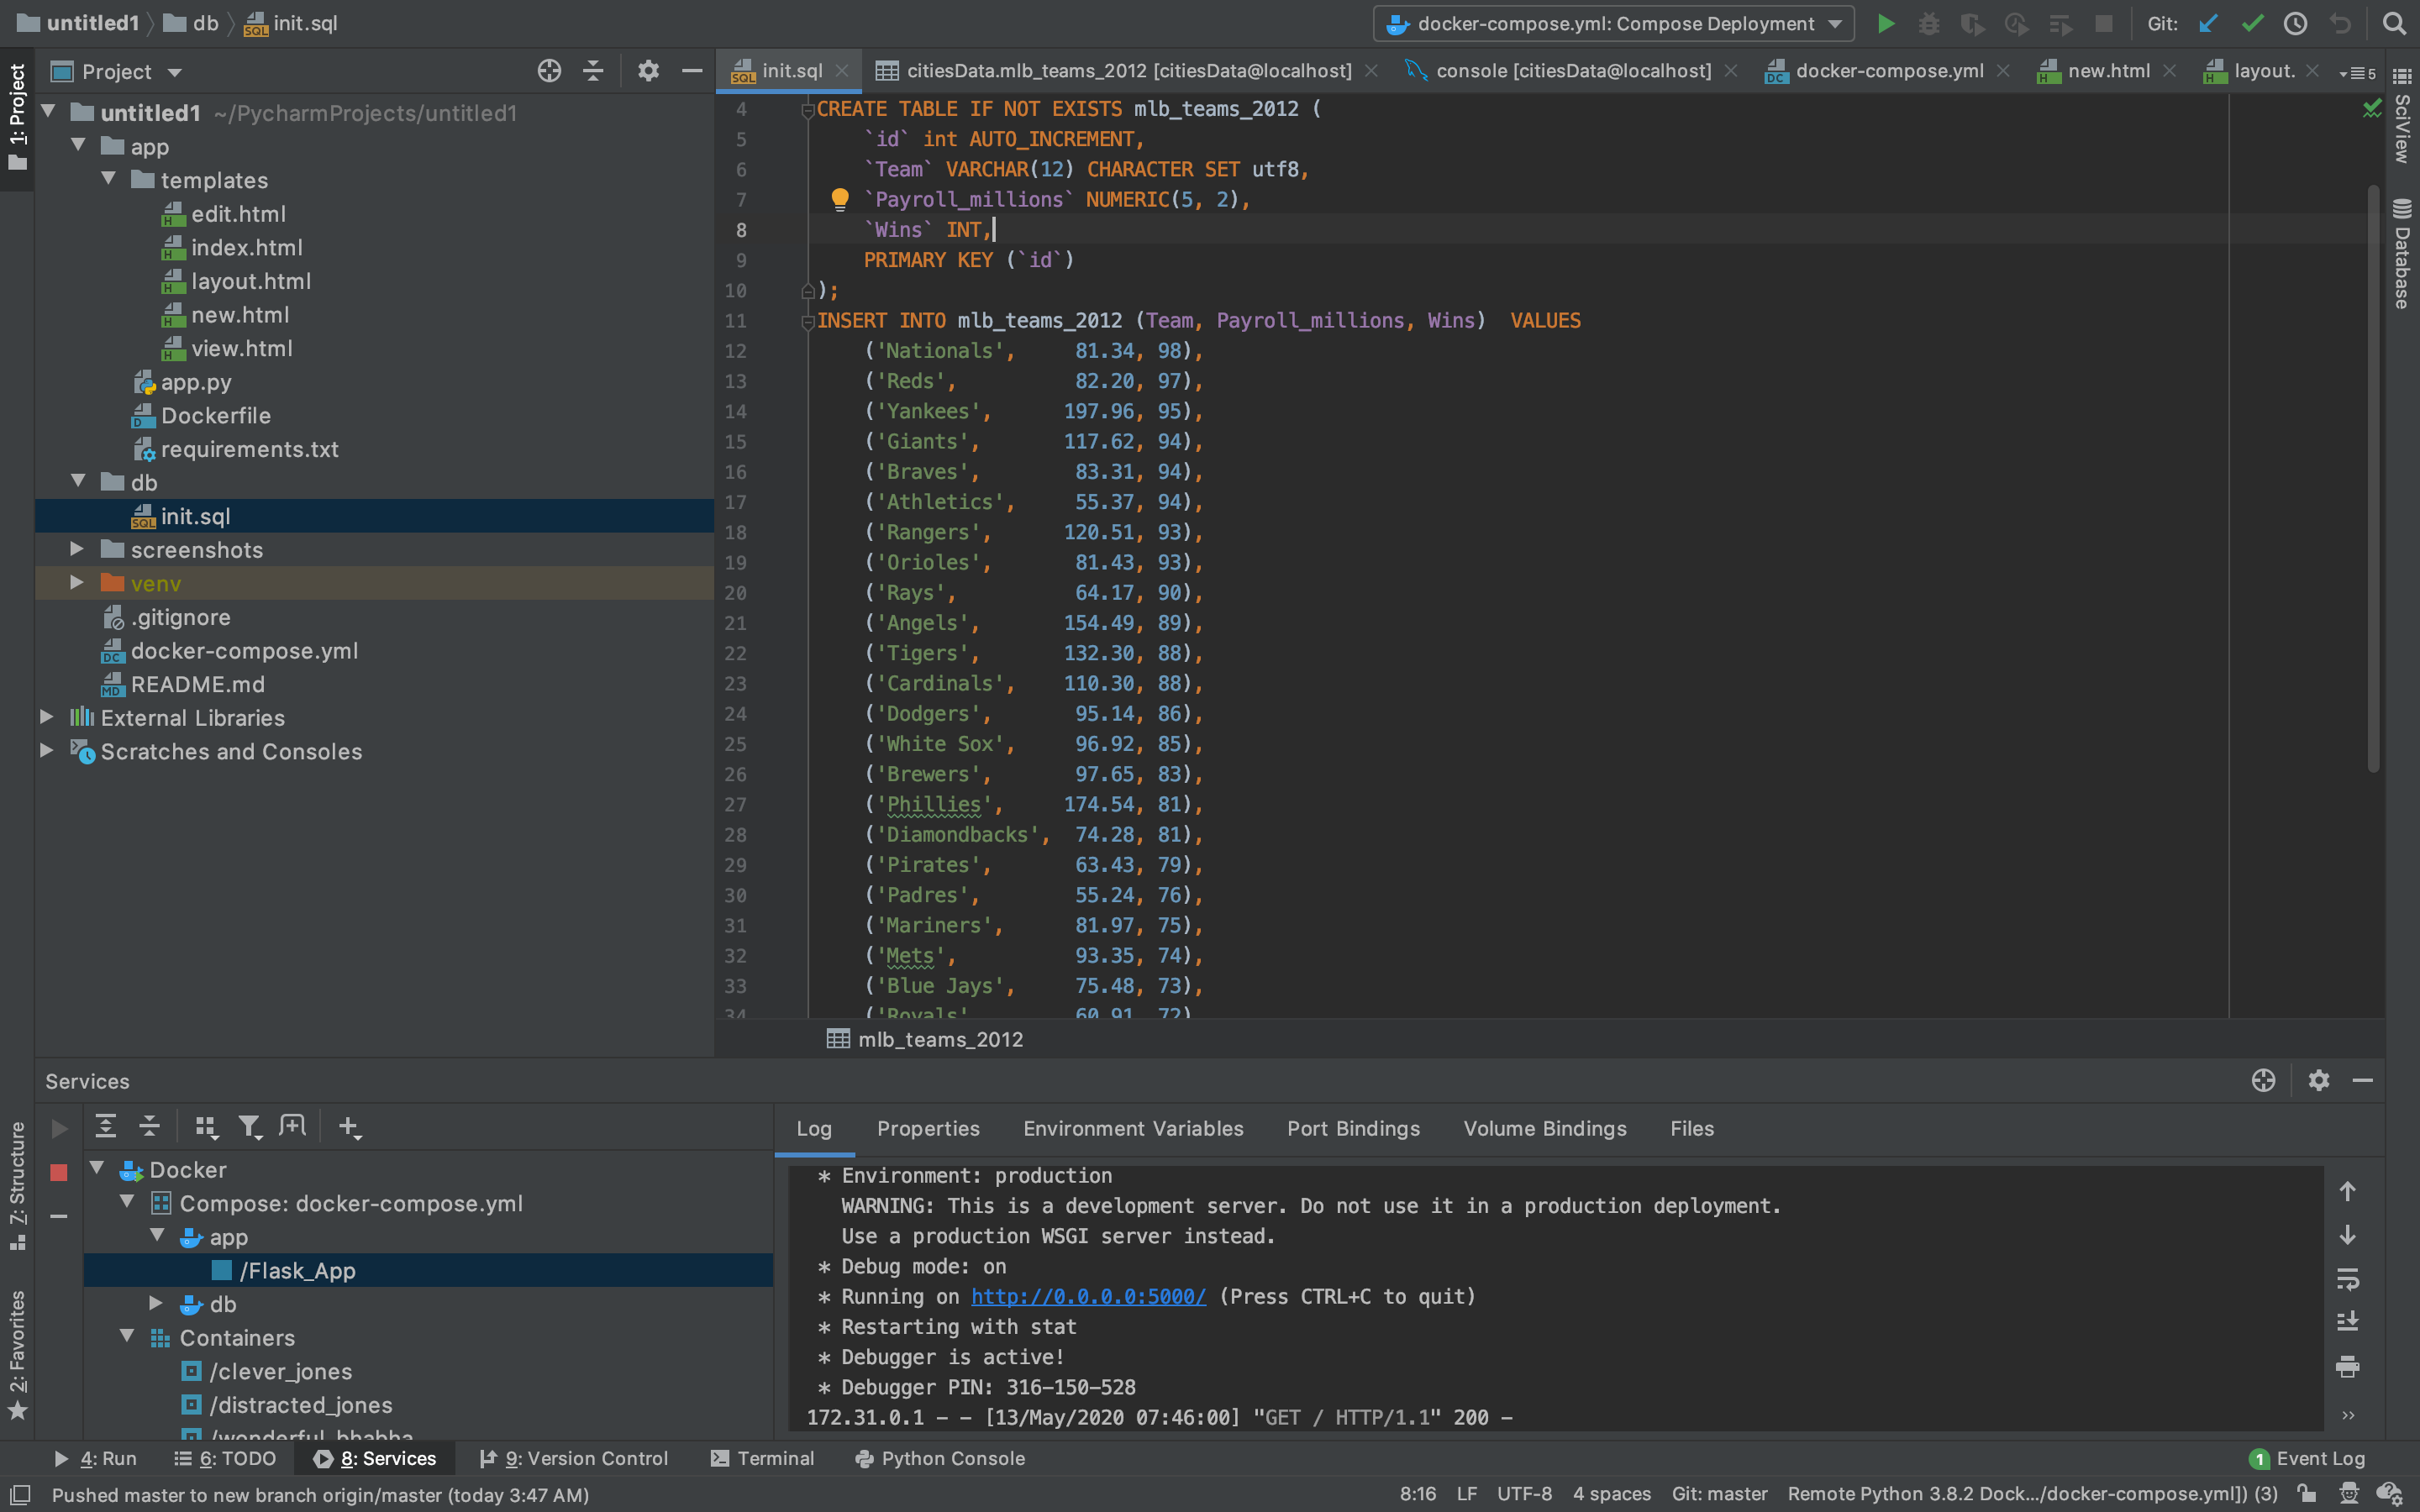 untitled1 db init.sql
docker-compose.yml: Compose Deployment Git:
1: Project
Project
untitled1 ~/PycharmProjects/untitled1
app
templates
edit.html
index.html
layout.html
new.html
view.html
app.py
Dockerfile
requirements.txt
db
init.sql
screenshots
venv
.gitignore
docker-compose.yml
README.md
External Libraries
Scratches and Consoles
init.sql citiesData.mlb_teams_2012 [citiesData@localhost] console [citiesData@localhost] docker-compose.yml new.html layout. 5
4 CREATE TABLE IF NOT EXISTS mlb_teams_2012 (
5 `id` int AUTO_INCREMENT,
6 `Team` VARCHAR(12) CHARACTER SET utf8,
7 `Payroll_millions` NUMERIC(5, 2),
8 `Wins` INT,
9 PRIMARY KEY (`id`)
10 );
11 INSERT INTO mlb_teams_2012 (Team, Payroll_millions, Wins)  VALUES
12 ('Nationals', 81.34, 98),
13 ('Reds', 82.20, 97),
14 ('Yankees', 197.96, 95),
15 ('Giants', 117.62, 94),
16 ('Braves', 83.31, 94),
17 ('Athletics', 55.37, 94),
18 ('Rangers', 120.51, 93),
19 ('Orioles', 81.43, 93),
20 ('Rays', 64.17, 90),
21 ('Angels', 154.49, 89),
22 ('Tigers', 132.30, 88),
23 ('Cardinals', 110.30, 88),
24 ('Dodgers', 95.14, 86),
25 ('White Sox', 96.92, 85),
26 ('Brewers', 97.65, 83),
27 ('Phillies', 174.54, 81),
28 ('Diamondbacks', 74.28, 81),
29 ('Pirates', 63.43, 79),
30 ('Padres', 55.24, 76),
31 ('Mariners', 81.97, 75),
32 ('Mets', 93.35, 74),
33 ('Blue Jays', 75.48, 73),
34 ('Royals', 60.91, 72),
mlb_teams_2012
SciView
Database
Services
7: Structure
2: Favorites
Docker
Compose: docker-compose.yml
app
/Flask_App
db
Containers
/clever_jones
/distracted_jones
/wonderful_bhabha
Log Properties Environment Variables Port Bindings Volume Bindings Files
* Environment: production
WARNING: This is a development server. Do not use it in a production deployment.
Use a production WSGI server instead.
* Debug mode: on
* Running on http://0.0.0.0:5000/ (Press CTRL+C to quit)
* Restarting with stat
* Debugger is active!
* Debugger PIN: 316-150-528
172.31.0.1 - - [13/May/2020 07:46:00] "GET / HTTP/1.1" 200 -
4: Run 6: TODO 8: Services 9: Version Control Terminal Python Console 1 Event Log
Pushed master to new branch origin/master (today 3:47 AM) 8:16 LF UTF-8 4 spaces Git: master Remote Python 3.8.2 Dock.../docker-compose.yml]) (3)